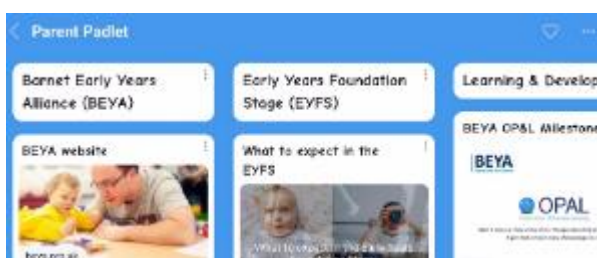 Parent Padlet
Barnet Early Years
Alliance (BEYA)
BEYA website
Early Years Foundation
Stage (EYFS)
What to expect in the
EYFS
Learning & Develop
BEYA OPAL Milestone
BEYA
OPAL